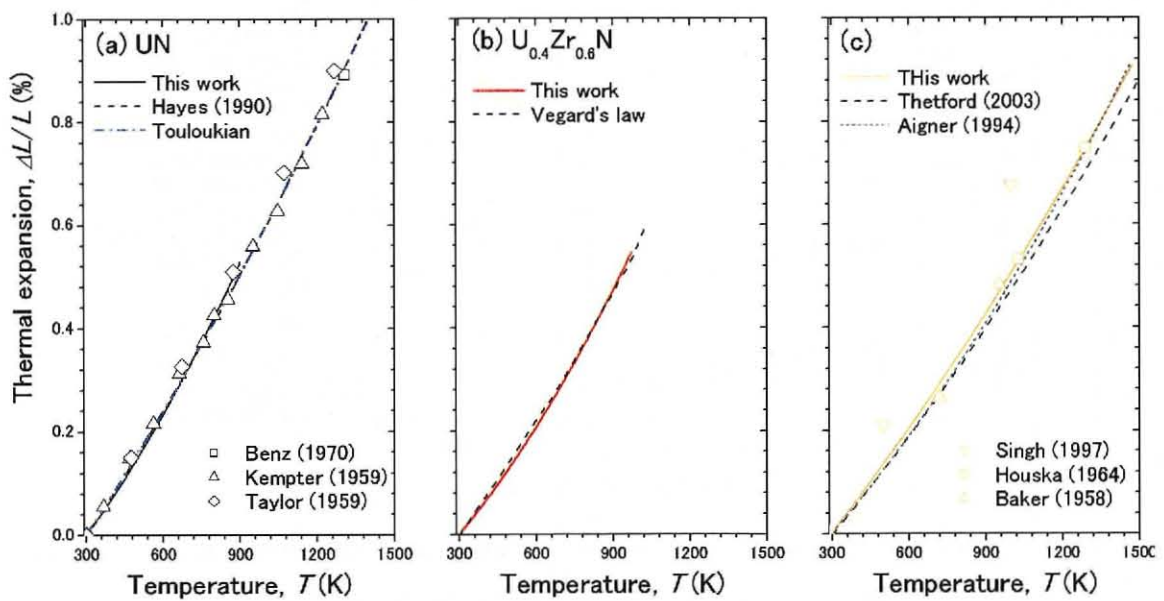 Thermal expansion, ΔL/L (%)
1.0
0.8
0.6
0.4
0.2
0.0
(a) UN
This work
Hayes (1990)
Touloukian
Benz (1970)
Kempter (1959)
Taylor (1959)
300 600 900 1200 1500
Temperature, T(K)
(b) U0.4Zr0.6N
This work
Vegard's law
300 600 900 1200 1500
Temperature, T(K)
(c)
THis work
Thetford (2003)
Aigner (1994)
Singh (1997)
Houska (1964)
Baker (1958)
300 600 900 1200 1500
Temperature, T(K)